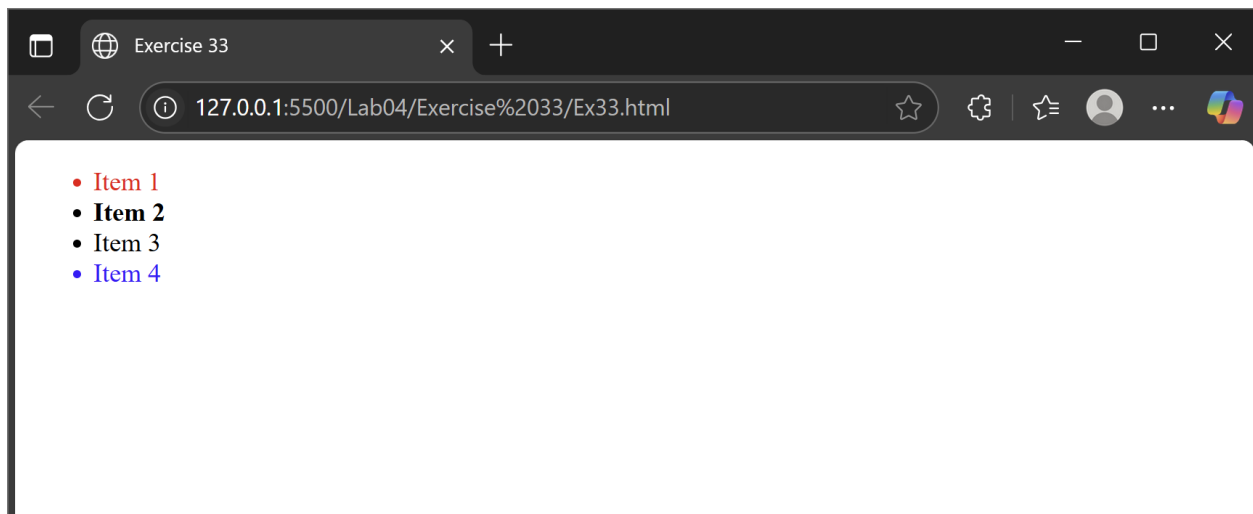 Exercise 33
127.0.0.1:5500/Lab04/Exercise%2033/Ex33.html
Item 1
Item 2
Item 3
Item 4